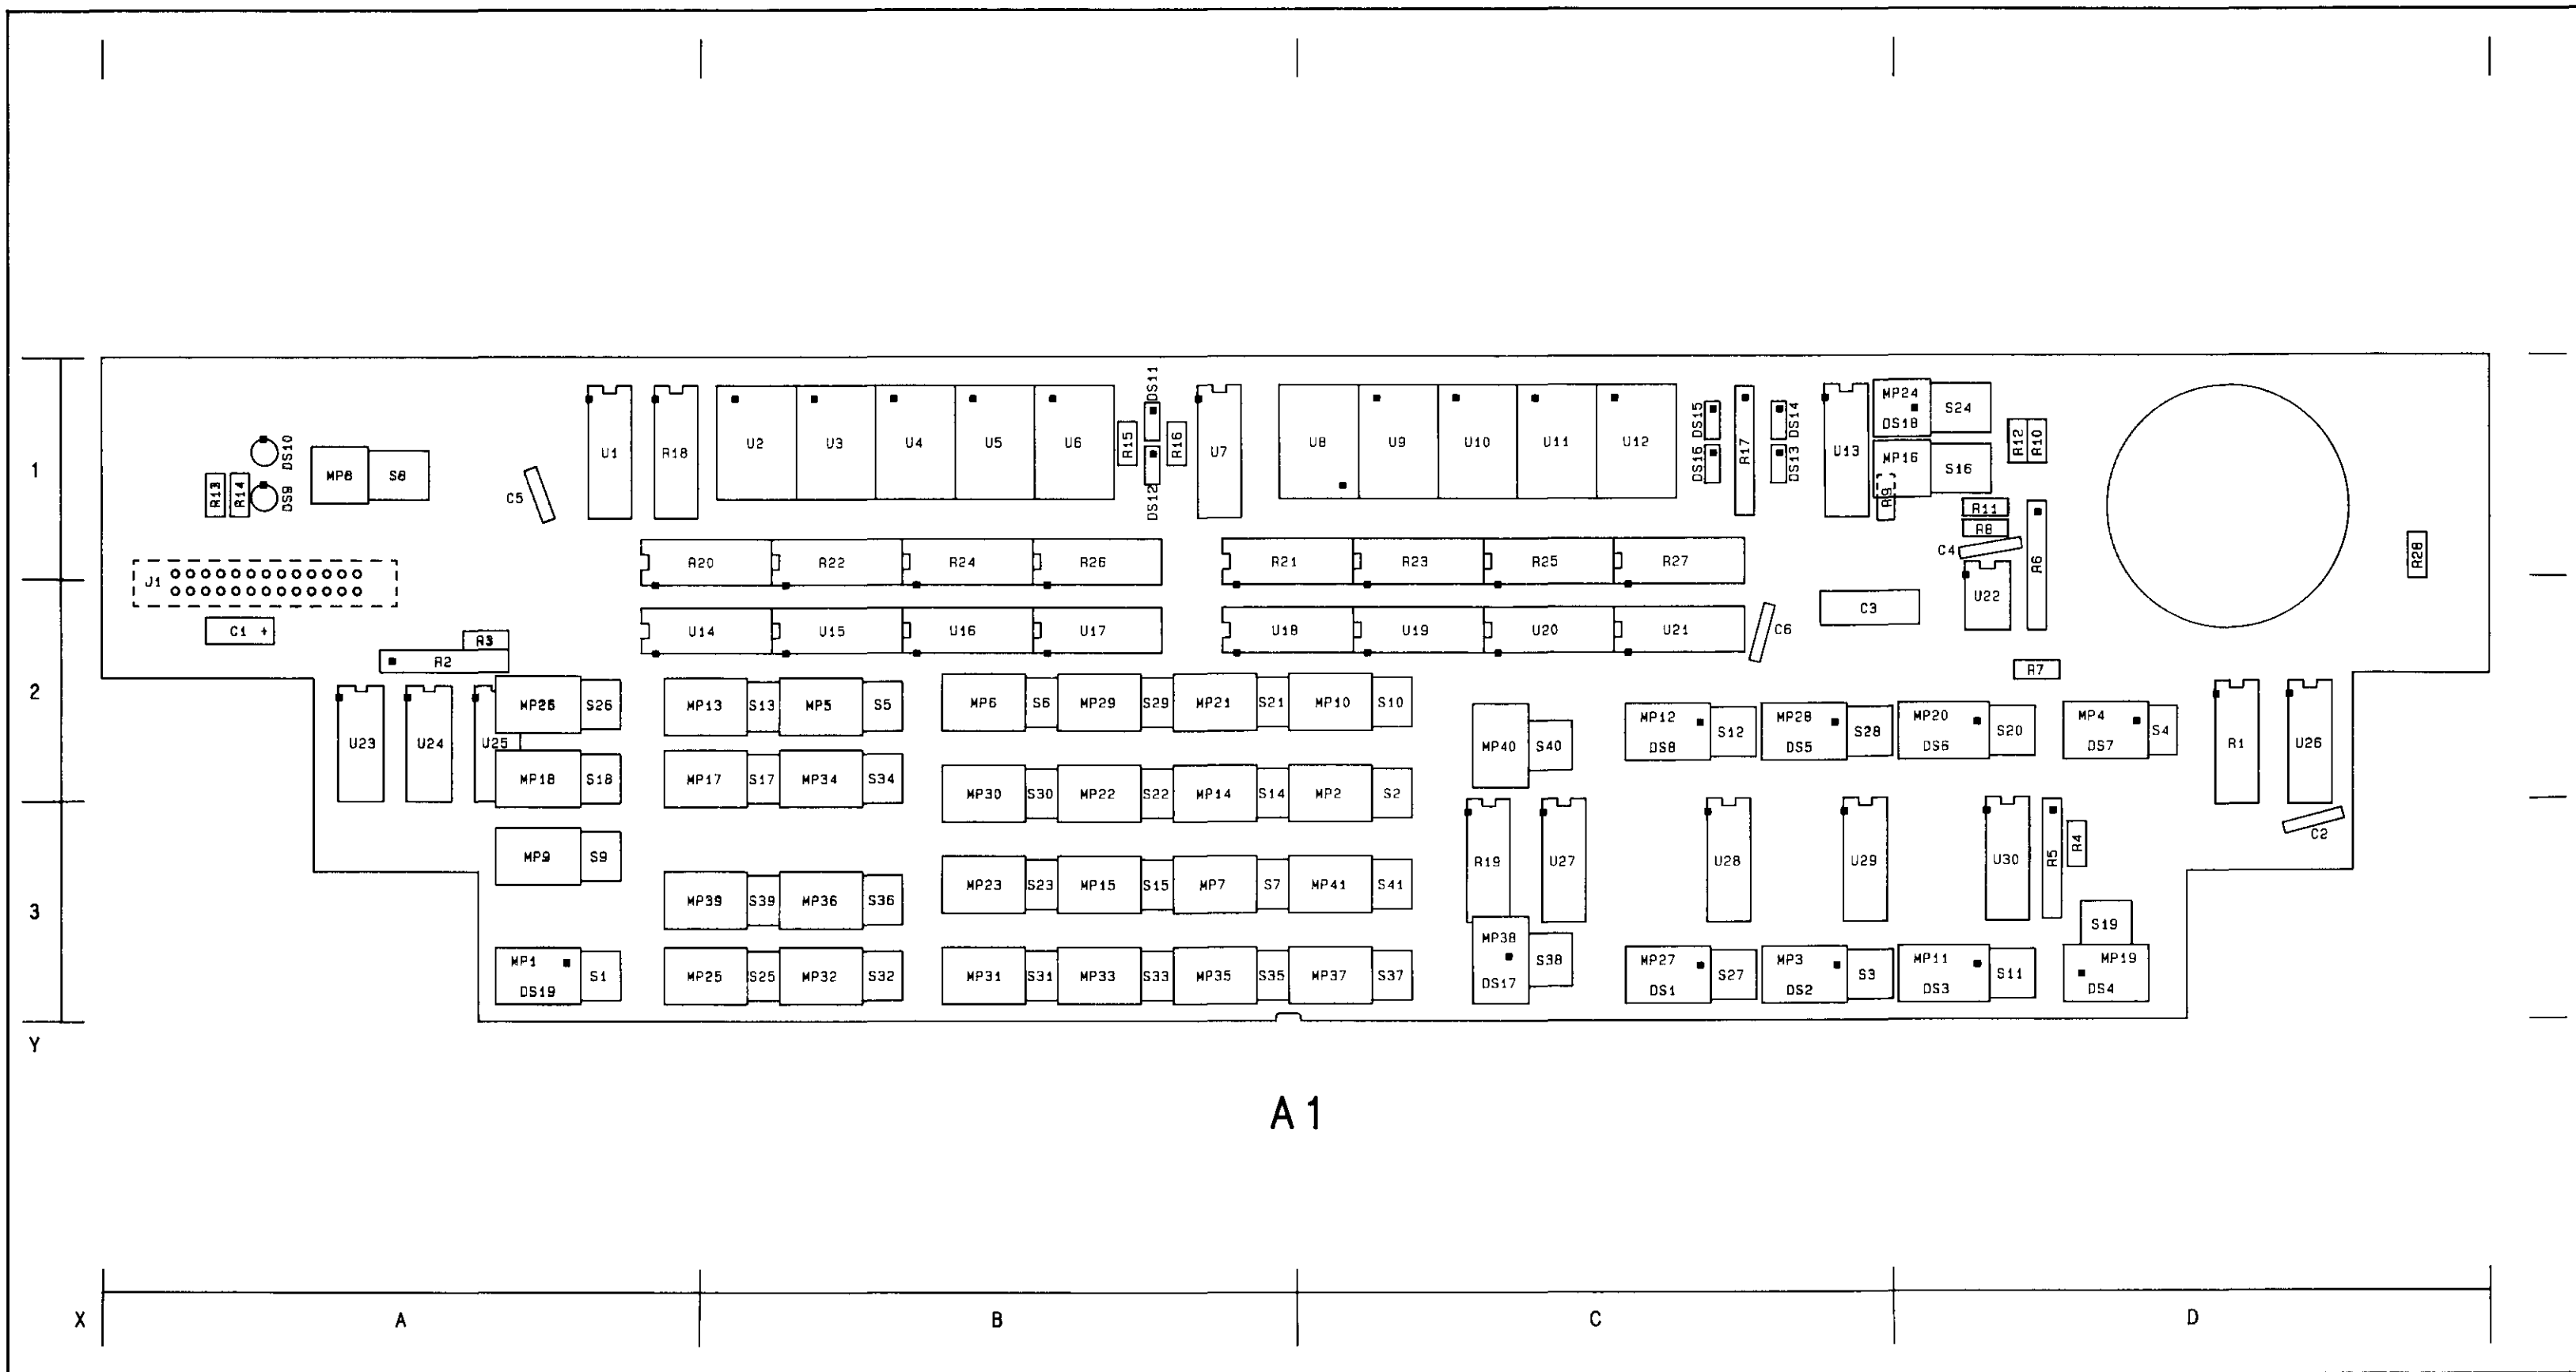 DS11
DS15 DS14
MP24 S24
DS18
DS10 U1 R18 U2 U3 U4 U5 U6 R15 R16 U7 U8 U9 U10 U11 U12 R17 U13 R12 R10
1 MP8 S8 DS16 DS13 MP16 S16
R13 R14 DS9 C5 DS12 R9
R11
R8
C4
R20 R22 R24 R26 R21 R23 R25 R27 R6 R28
J1
U22
C3
C1 + U14 U15 U16 U17 U18 U19 U20 U21 C6
R3
R2 R7
2
MP26 S26 MP13 S13 MP5 S5 MP6 S6 MP29 S29 MP21 S21 MP10 S10
MP12 S12 MP28 S28 MP20 S20 MP4 S4
DS8 DS5 DS6 DS7
U23 U24 U25 MP40 S40 R1 U26
MP18 S18 MP17 S17 MP34 S34 MP30 S30 MP22 S22 MP14 S14 MP2 S2
C2
MP9 S9 R19 U27 U28 U29 U30 R5 R4
MP23 S23 MP15 S15 MP7 S7 MP41 S41
MP39 S39 MP36 S36
3
S19
MP38 S38
DS17
MP1 S1 MP25 S25 MP32 S32 MP31 S31 MP33 S33 MP35 S35 MP37 S37 MP27 S27 MP3 S3 MP11 S11 MP19
DS19 DS1 DS2 DS3 DS4
Y
A1
X A B C D